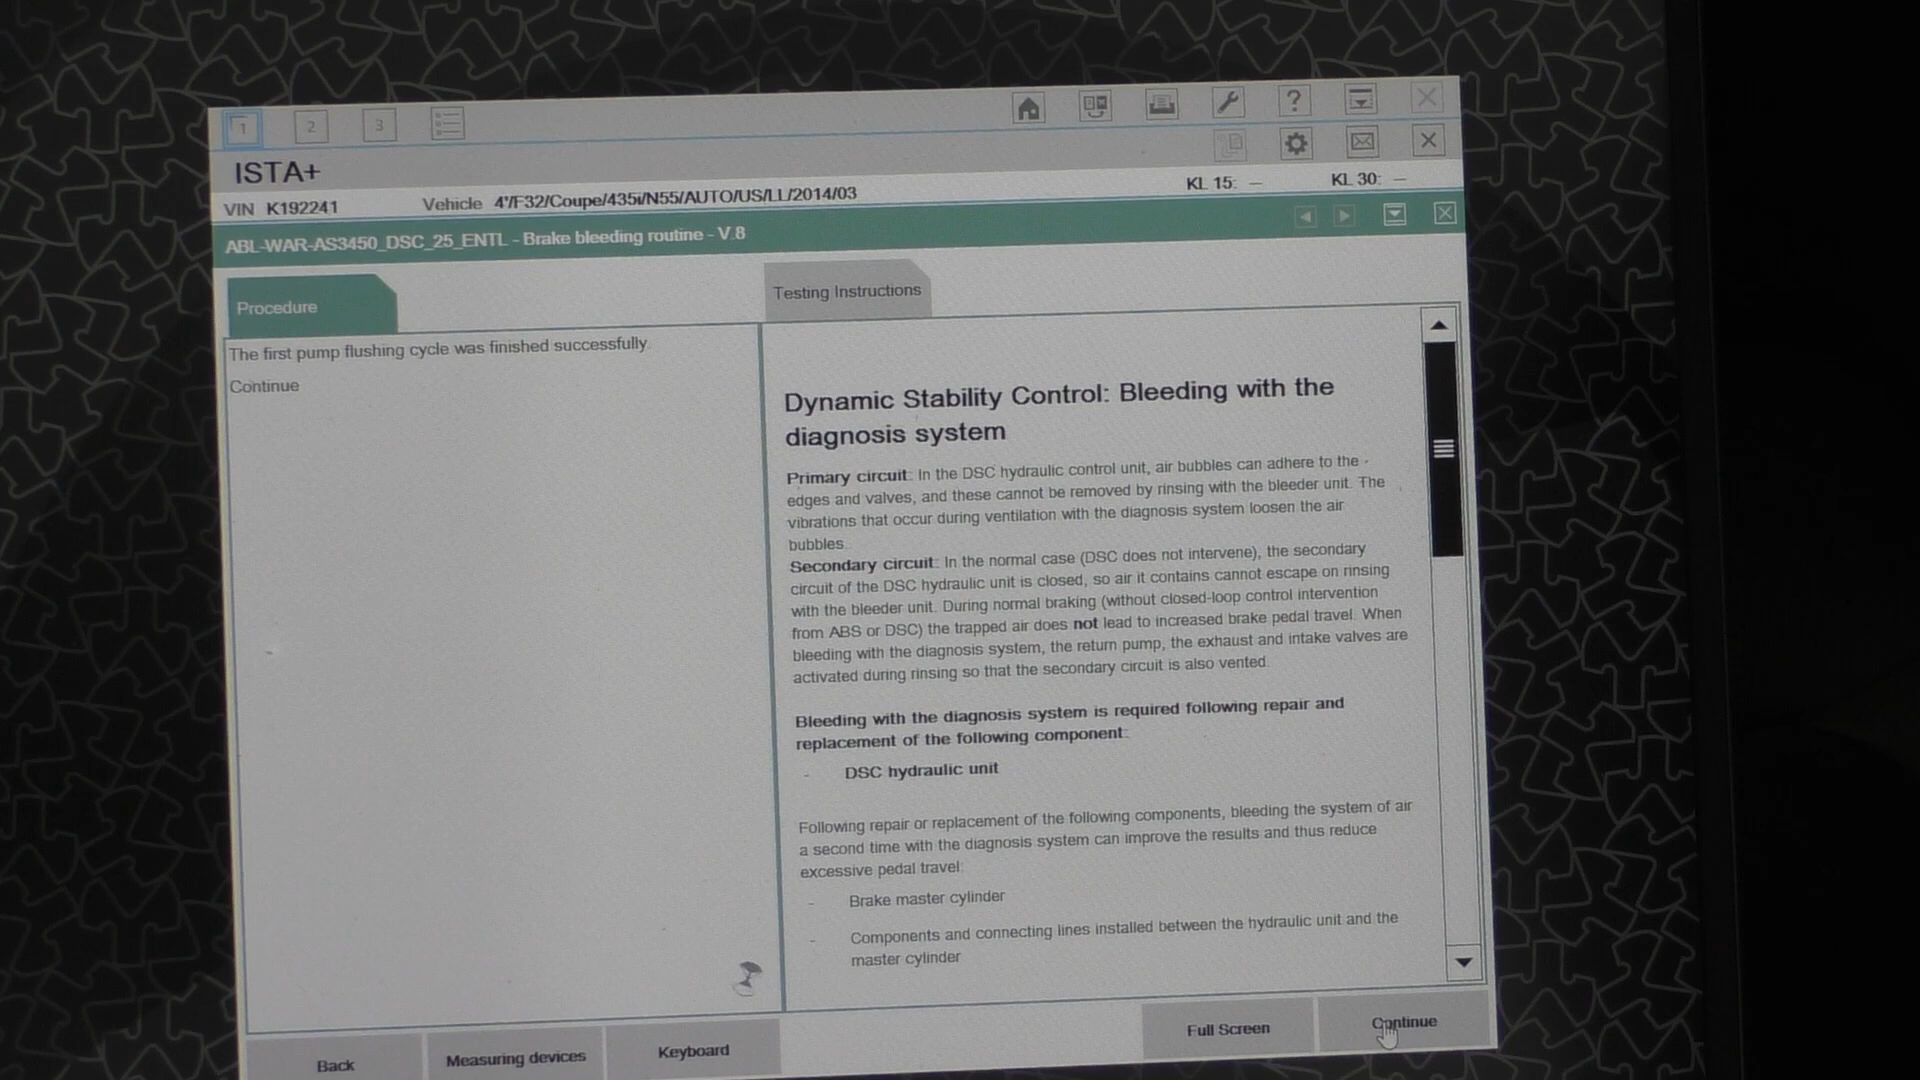 1 2 3
?
ISTA+
VIN K192241 Vehicle 4'/F32/Coupe/435i/N55/AUTO/US/LL/2014/03 KL 15: – KL 30: –
ABL-WAR-AS3450_DSC_25_ENTL - Brake bleeding routine - V.8
Procedure
Testing Instructions
The first pump flushing cycle was finished successfully.
Continue
Dynamic Stability Control: Bleeding with the
diagnosis system
Primary circuit: In the DSC hydraulic control unit, air bubbles can adhere to the
edges and valves, and these cannot be removed by rinsing with the bleeder unit. The
vibrations that occur during ventilation with the diagnosis system loosen the air
bubbles.
Secondary circuit: In the normal case (DSC does not intervene), the secondary
circuit of the DSC hydraulic unit is closed, so air it contains cannot escape on rinsing
with the bleeder unit. During normal braking (without closed-loop control intervention
from ABS or DSC) the trapped air does not lead to increased brake pedal travel. When
bleeding with the diagnosis system, the return pump, the exhaust and intake valves are
activated during rinsing so that the secondary circuit is also vented.
Bleeding with the diagnosis system is required following repair and
replacement of the following component:
- DSC hydraulic unit
Following repair or replacement of the following components, bleeding the system of air
a second time with the diagnosis system can improve the results and thus reduce
excessive pedal travel:
- Brake master cylinder
- Components and connecting lines installed between the hydraulic unit and the
master cylinder
Back Measuring devices Keyboard Full Screen Continue